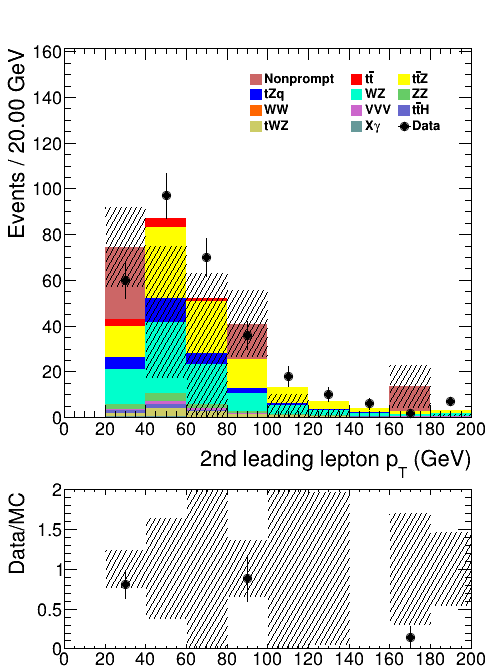 Events / 20.00 GeV
160
140
120
100
80
60
40
20
0
Nonprompt tt̄ tt̄Z
tZq WZ ZZ
WW VVV tt̄H
tWZ Xγ Data
0 20 40 60 80 100 120 140 160 180 200
2nd leading lepton p_T (GeV)
Data/MC
2
1.5
1
0.5
0
0 20 40 60 80 100 120 140 160 180 200